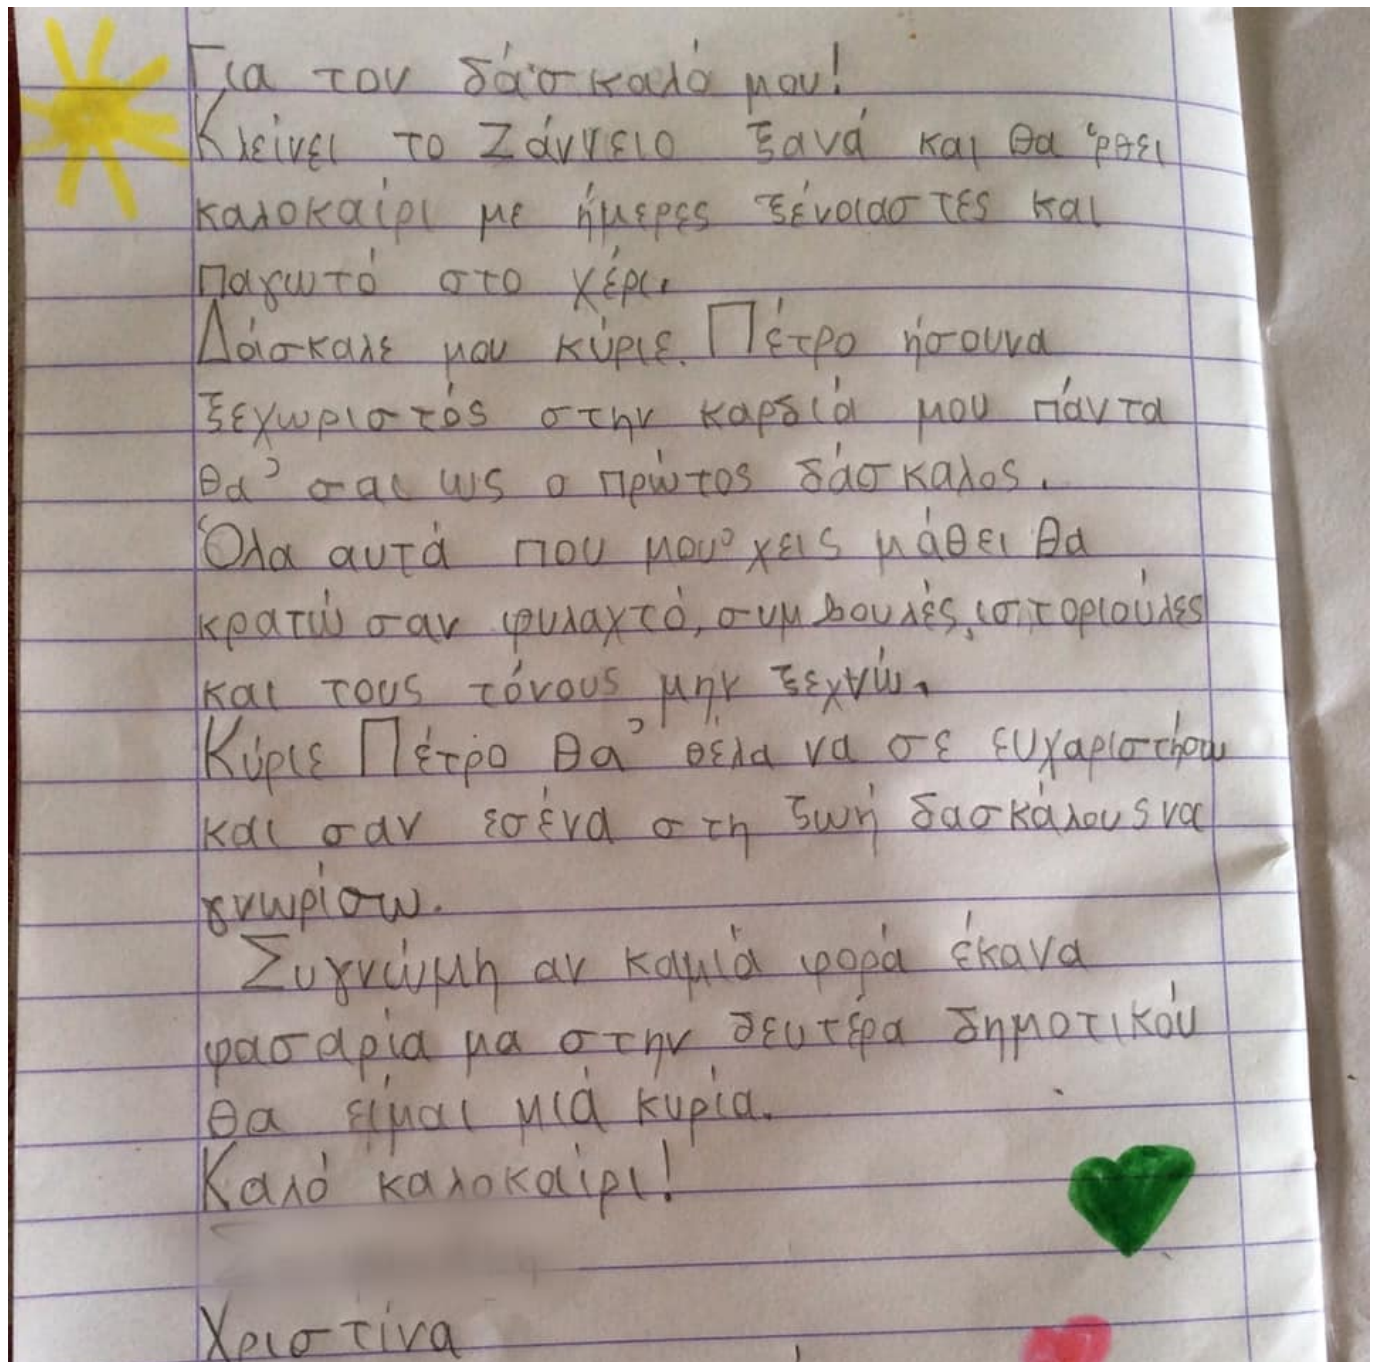 Για τον δάσκαλό μου!
Κλείνει το Ζάννειο ξανά και θα 'ρθει
καλοκαίρι με ήμερες ξένοιαστες και
παγωτό στο χέρι.
Δάσκαλε μου κύριε Πέτρο ήσουνα
ξεχωριστός στην καρδιά μου πάντα
θα 'σαι ως ο πρώτος δάσκαλος.
Όλα αυτά που μου 'χεις μάθει θα
κρατώ σαν φυλαχτό, συμβουλές, ιστοριούλες
και τους τόνους μην ξεχνώ.
Κύριε Πέτρο θα 'θελα να σε ευχαριστήσω
και σαν εσένα στη ζωή δασκάλους να
γνωρίσω.
Συγνώμη αν καμιά φορά έκανα
φασαρία μα στην δευτέρα δημοτικού
θα είμαι μιά κυρία.
Καλό καλοκαίρι!
Χριστίνα